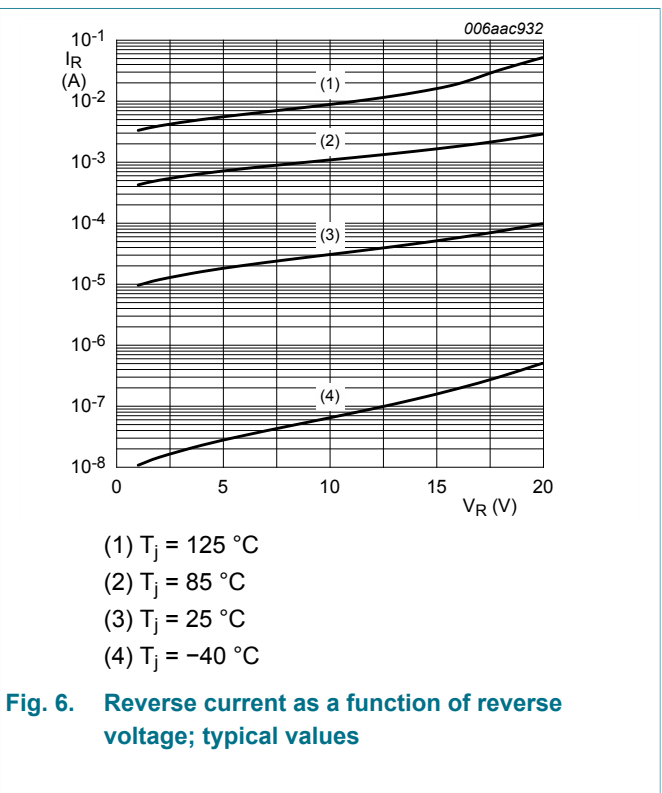 006aac932
10-1
IR
(A)
10-2
(1)
(2)
10-3
10-4
(3)
10-5
10-6
10-7
(4)
10-8
0 5 10 15 20
VR (V)
(1) Tj = 125 °C
(2) Tj = 85 °C
(3) Tj = 25 °C
(4) Tj = −40 °C
Fig. 6. Reverse current as a function of reverse
voltage; typical values